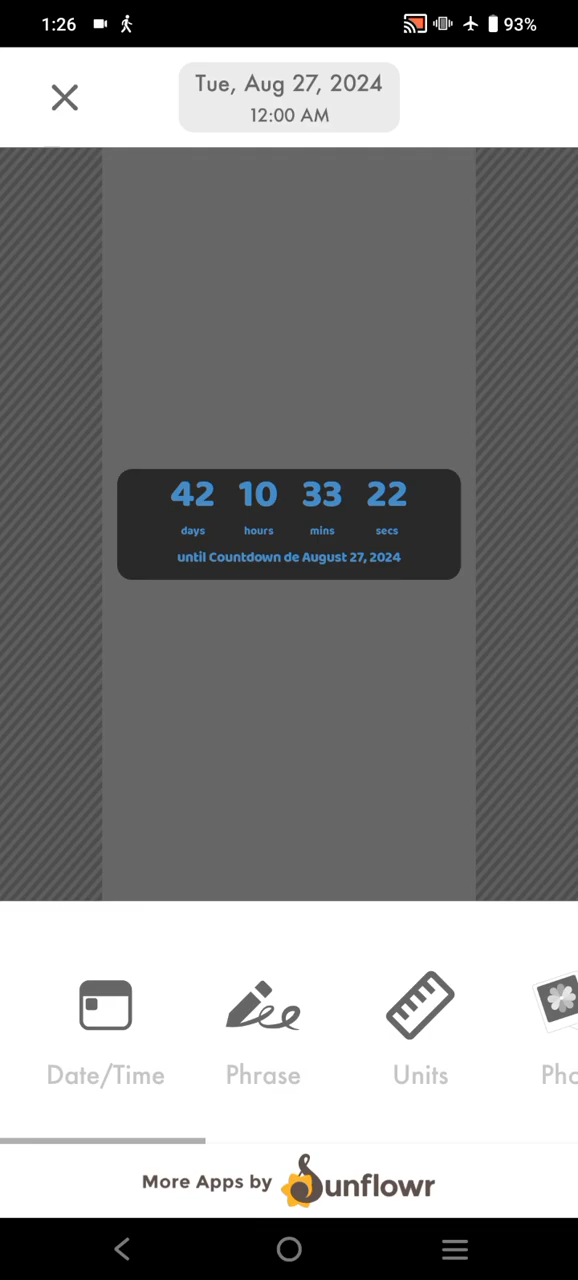 1:26
93%
Tue, Aug 27, 2024
12:00 AM
42 10 33 22
days hours mins secs
until Countdown de August 27, 2024
Date/Time Phrase Units Pho
More Apps by Sunflowr